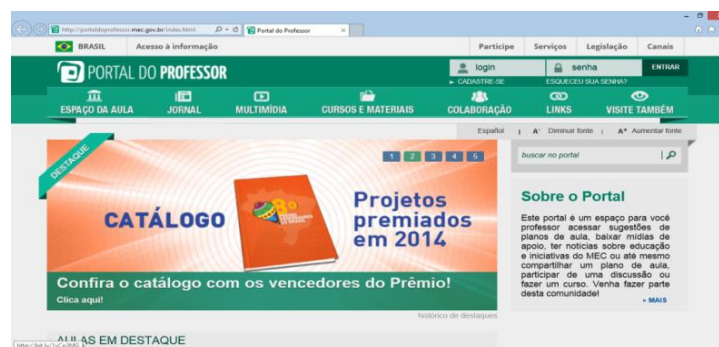 http://portaldoprofessor.mec.gov.br/index.html
Portal do Professor
BRASIL Acesso à informação Participe Serviços Legislação Canais
PORTAL DO PROFESSOR
login senha ENTRAR
CADASTRE-SE ESQUECEU SUA SENHA?
ESPAÇO DA AULA JORNAL MULTIMÍDIA CURSOS E MATERIAIS COLABORAÇÃO LINKS VISITE TAMBÉM
Español | A- Diminuir fonte | A+ Aumentar fonte
DESTAQUE
1 2 3 4 5
buscar no portal
CATÁLOGO
Projetos
premiados
em 2014
Confira o catálogo com os vencedores do Prêmio!
Clica aqui!
histórico de destaques
Sobre o Portal
Este portal é um espaço para você
professor acessar sugestões de
planos de aula, baixar mídias de
apoio, ter notícias sobre educação
e iniciativas do MEC ou até mesmo
compartilhar um plano de aula,
participar de uma discussão ou
fazer um curso. Venha fazer parte
desta comunidade!
MAIS
AULAS EM DESTAQUE